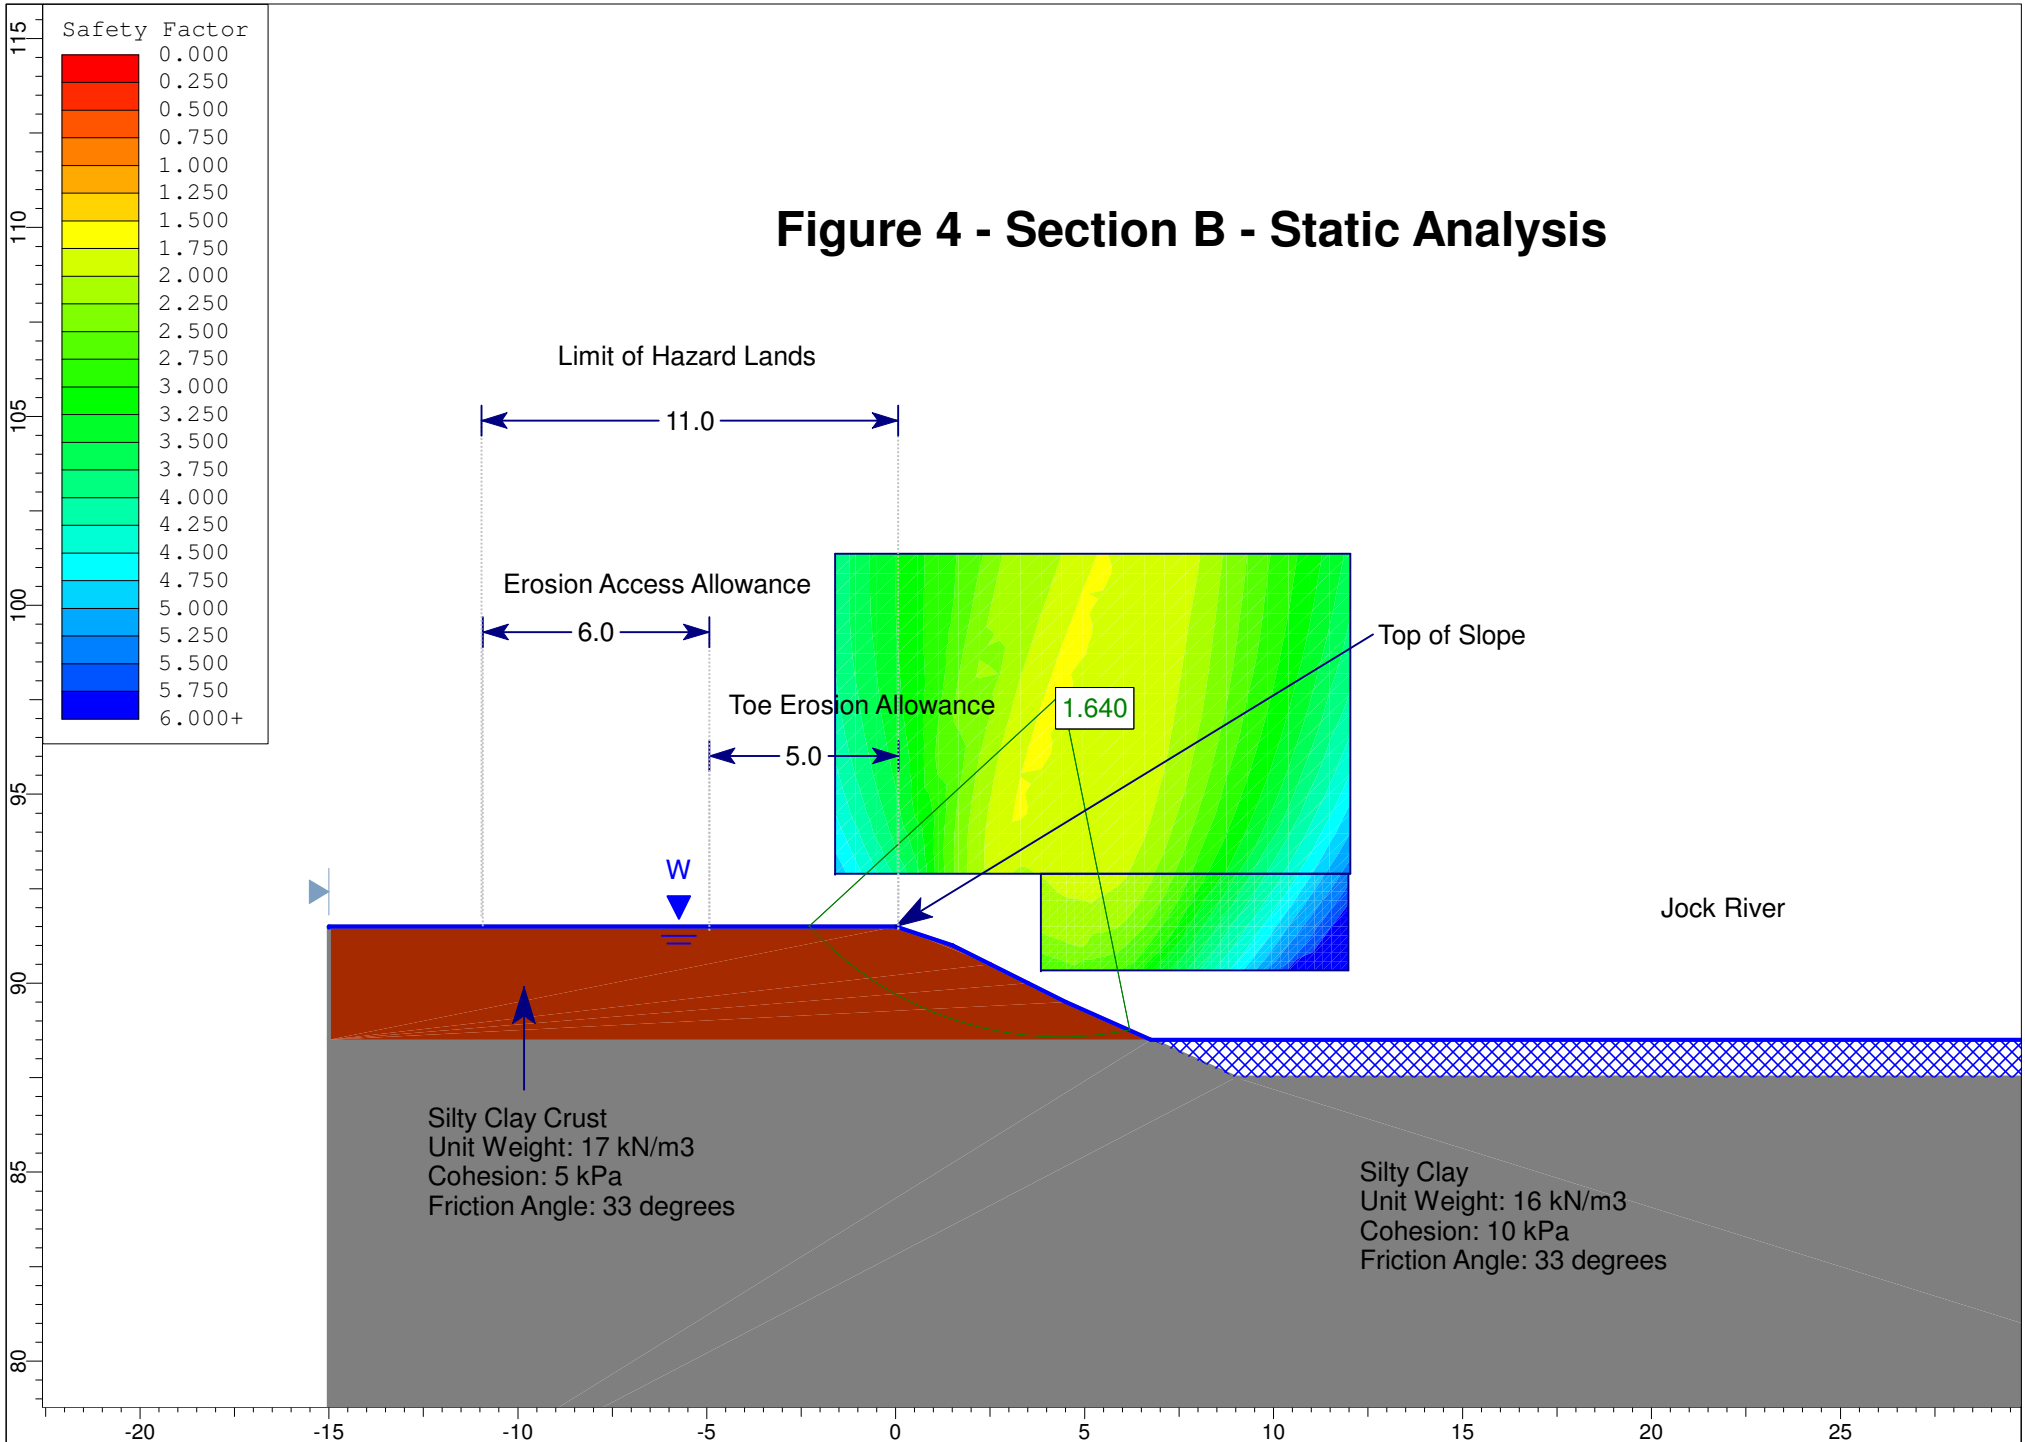 Safety Factor
0.000
0.250
0.500
0.750
1.000
1.250
1.500
1.750
2.000
2.250
2.500
2.750
3.000
3.250
3.500
3.750
4.000
4.250
4.500
4.750
5.000
5.250
5.500
5.750
6.000+
Figure 4 - Section B - Static Analysis
Limit of Hazard Lands
11.0
Erosion Access Allowance
6.0
Top of Slope
Toe Erosion Allowance
1.640
5.0
W
Jock River
Silty Clay Crust
Unit Weight: 17 kN/m3
Cohesion: 5 kPa
Friction Angle: 33 degrees
Silty Clay
Unit Weight: 16 kN/m3
Cohesion: 10 kPa
Friction Angle: 33 degrees
115
110
105
100
95
90
85
80
-20 -15 -10 -5 0 5 10 15 20 25